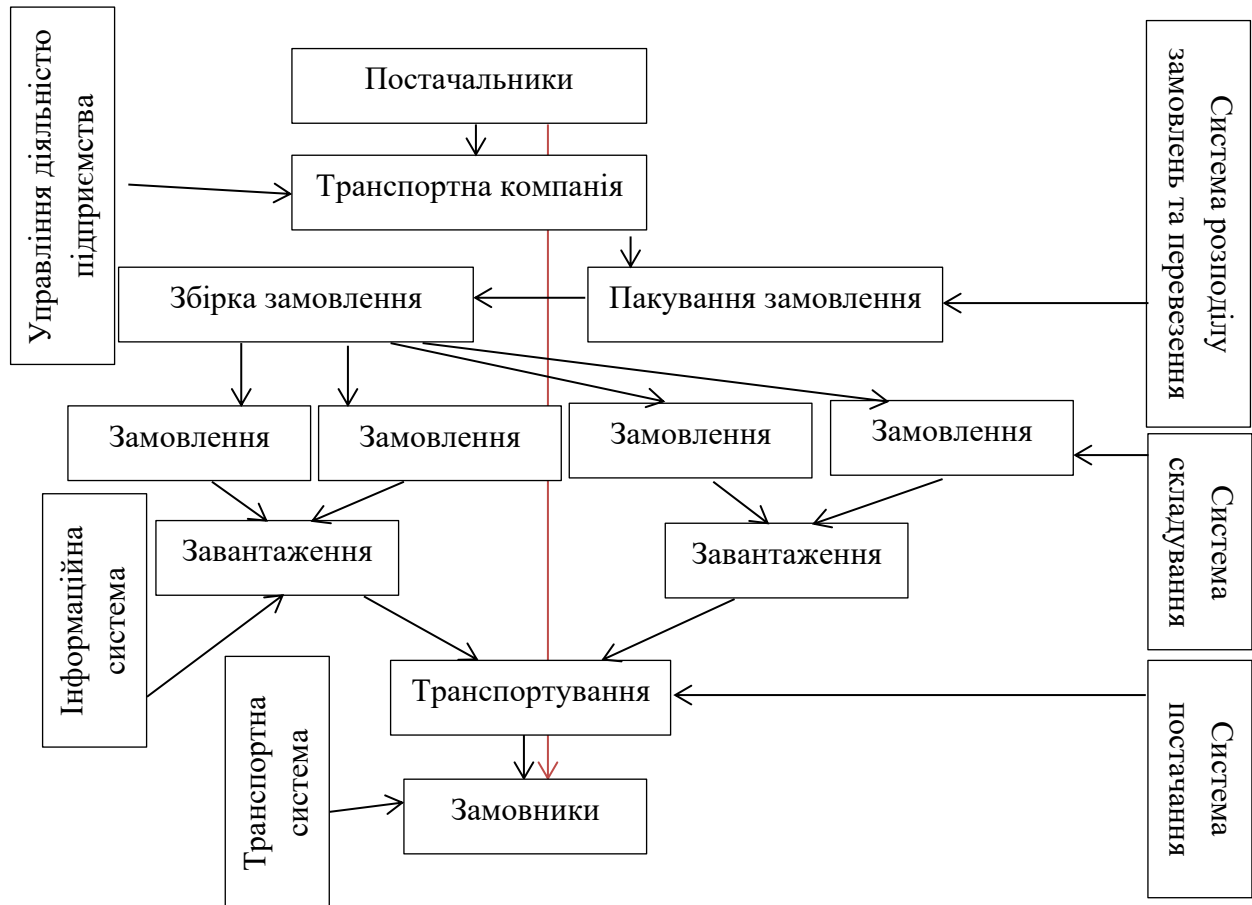 Управління діяльністю
підприємства
Постачальники
Система розподілу
замовлень та перевезення
Транспортна компанія
Збірка замовлення
Пакування замовлення
Замовлення
Замовлення
Замовлення
Замовлення
Система
складування
Інформаційна
система
Завантаження
Завантаження
Транспортна
система
Транспортування
Система
постачання
Замовники